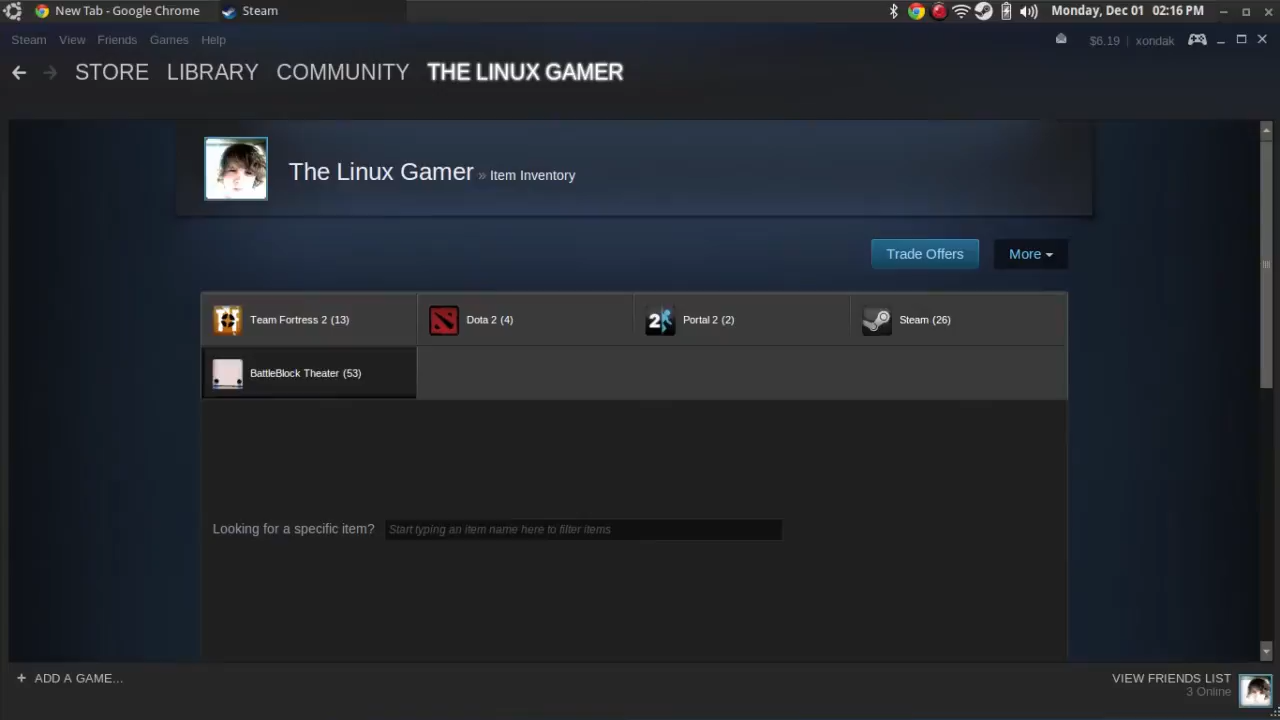 New Tab - Google Chrome Steam Monday, Dec 01 02:16 PM
Steam View Friends Games Help $6.19 | xondak
STORE LIBRARY COMMUNITY THE LINUX GAMER
The Linux Gamer » Item Inventory
Trade Offers More
Team Fortress 2 (13) Dota 2 (4) Portal 2 (2) Steam (26)
BattleBlock Theater (53)
Looking for a specific item? Start typing an item name here to filter items
+ ADD A GAME... VIEW FRIENDS LIST
3 Online